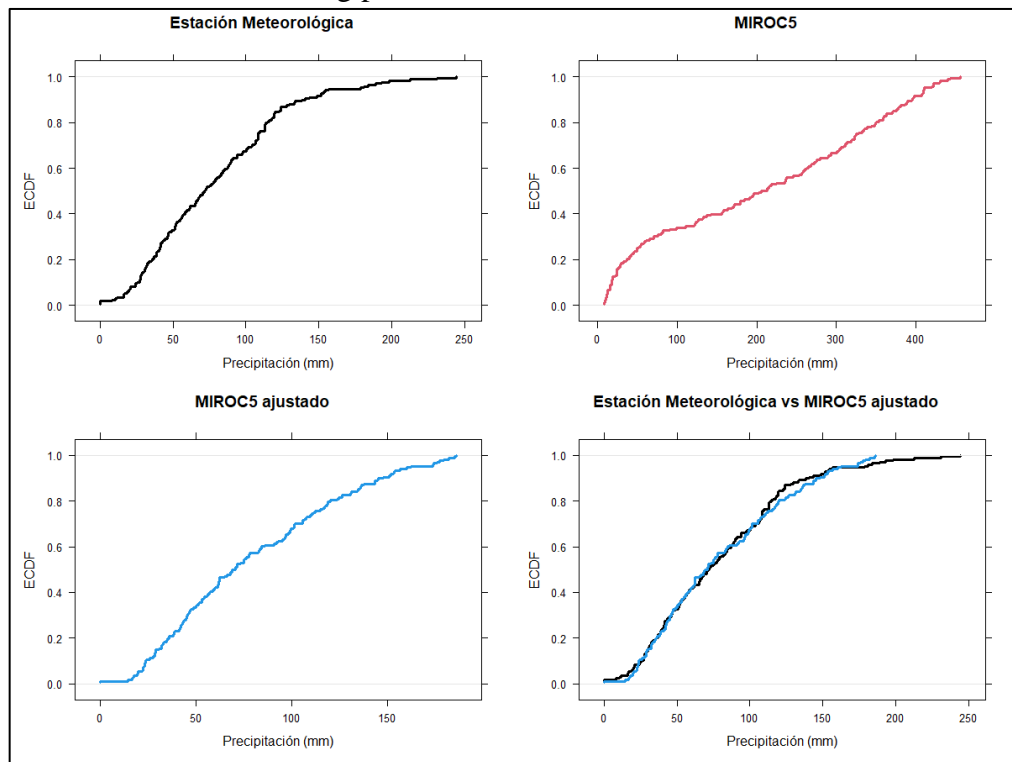 Estación Meteorológica
1.0
0.8
0.6
0.4
0.2
0.0
ECDF
0 50 100 150 200 250
Precipitación (mm)
MIROC5
1.0
0.8
0.6
0.4
0.2
0.0
ECDF
0 100 200 300 400
Precipitación (mm)
MIROC5 ajustado
1.0
0.8
0.6
0.4
0.2
0.0
ECDF
0 50 100 150
Precipitación (mm)
Estación Meteorológica vs MIROC5 ajustado
1.0
0.8
0.6
0.4
0.2
0.0
ECDF
0 50 100 150 200 250
Precipitación (mm)